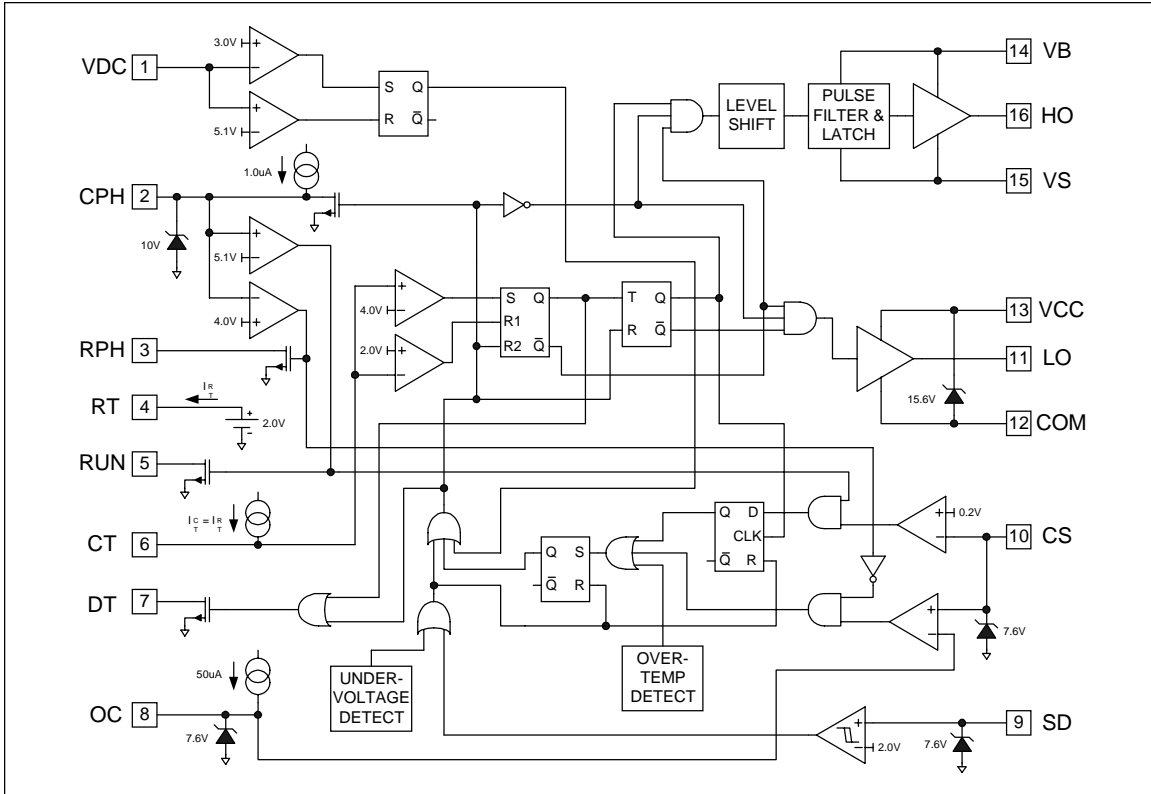 VDC 1
3.0V
+
−
+
5.1V
−
S Q
R Q̅
LEVEL
SHIFT
PULSE
FILTER &
LATCH
14 VB
16 HO
15 VS
CPH 2
1.0uA
10V
+
5.1V
−
−
4.0V
+
+
4.0V
−
2.0V
+
−
S Q
R1
R2 Q̅
T Q
R Q̅
13 VCC
11 LO
15.6V
12 COM
RPH 3
RT 4
I RT
+
−
2.0V
RUN 5
CT 6
I CT = I RT
DT 7
OC 8
50uA
7.6V
Q D
CLK
Q̅ R
Q S
Q̅ R
+
0.2V
−
10 CS
+
−
7.6V
UNDER-
VOLTAGE
DETECT
OVER-
TEMP
DETECT
+
−
2.0V
7.6V
9 SD